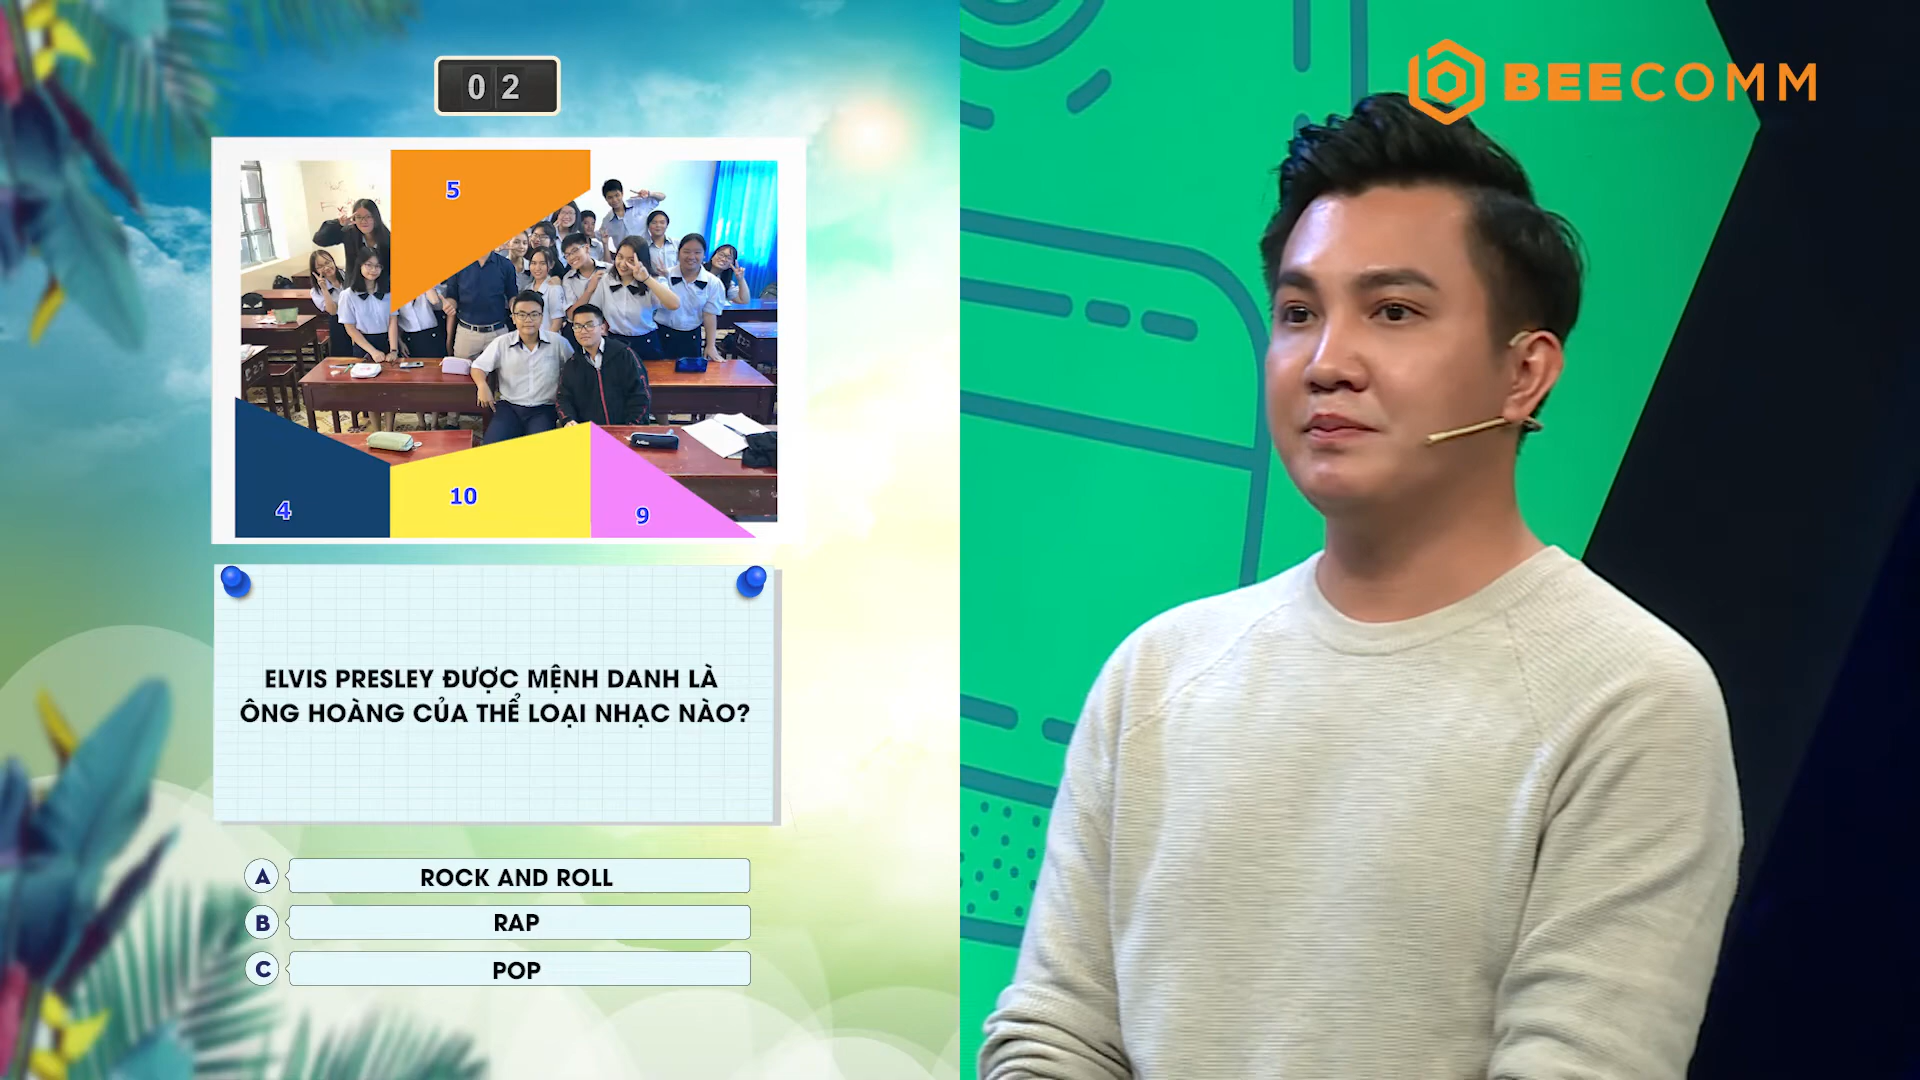 02
BEECOMM
5
4
10
9
ELVIS PRESLEY ĐƯỢC MỆNH DANH LÀ
ÔNG HOÀNG CỦA THỂ LOẠI NHẠC NÀO?
A ROCK AND ROLL
B RAP
C POP